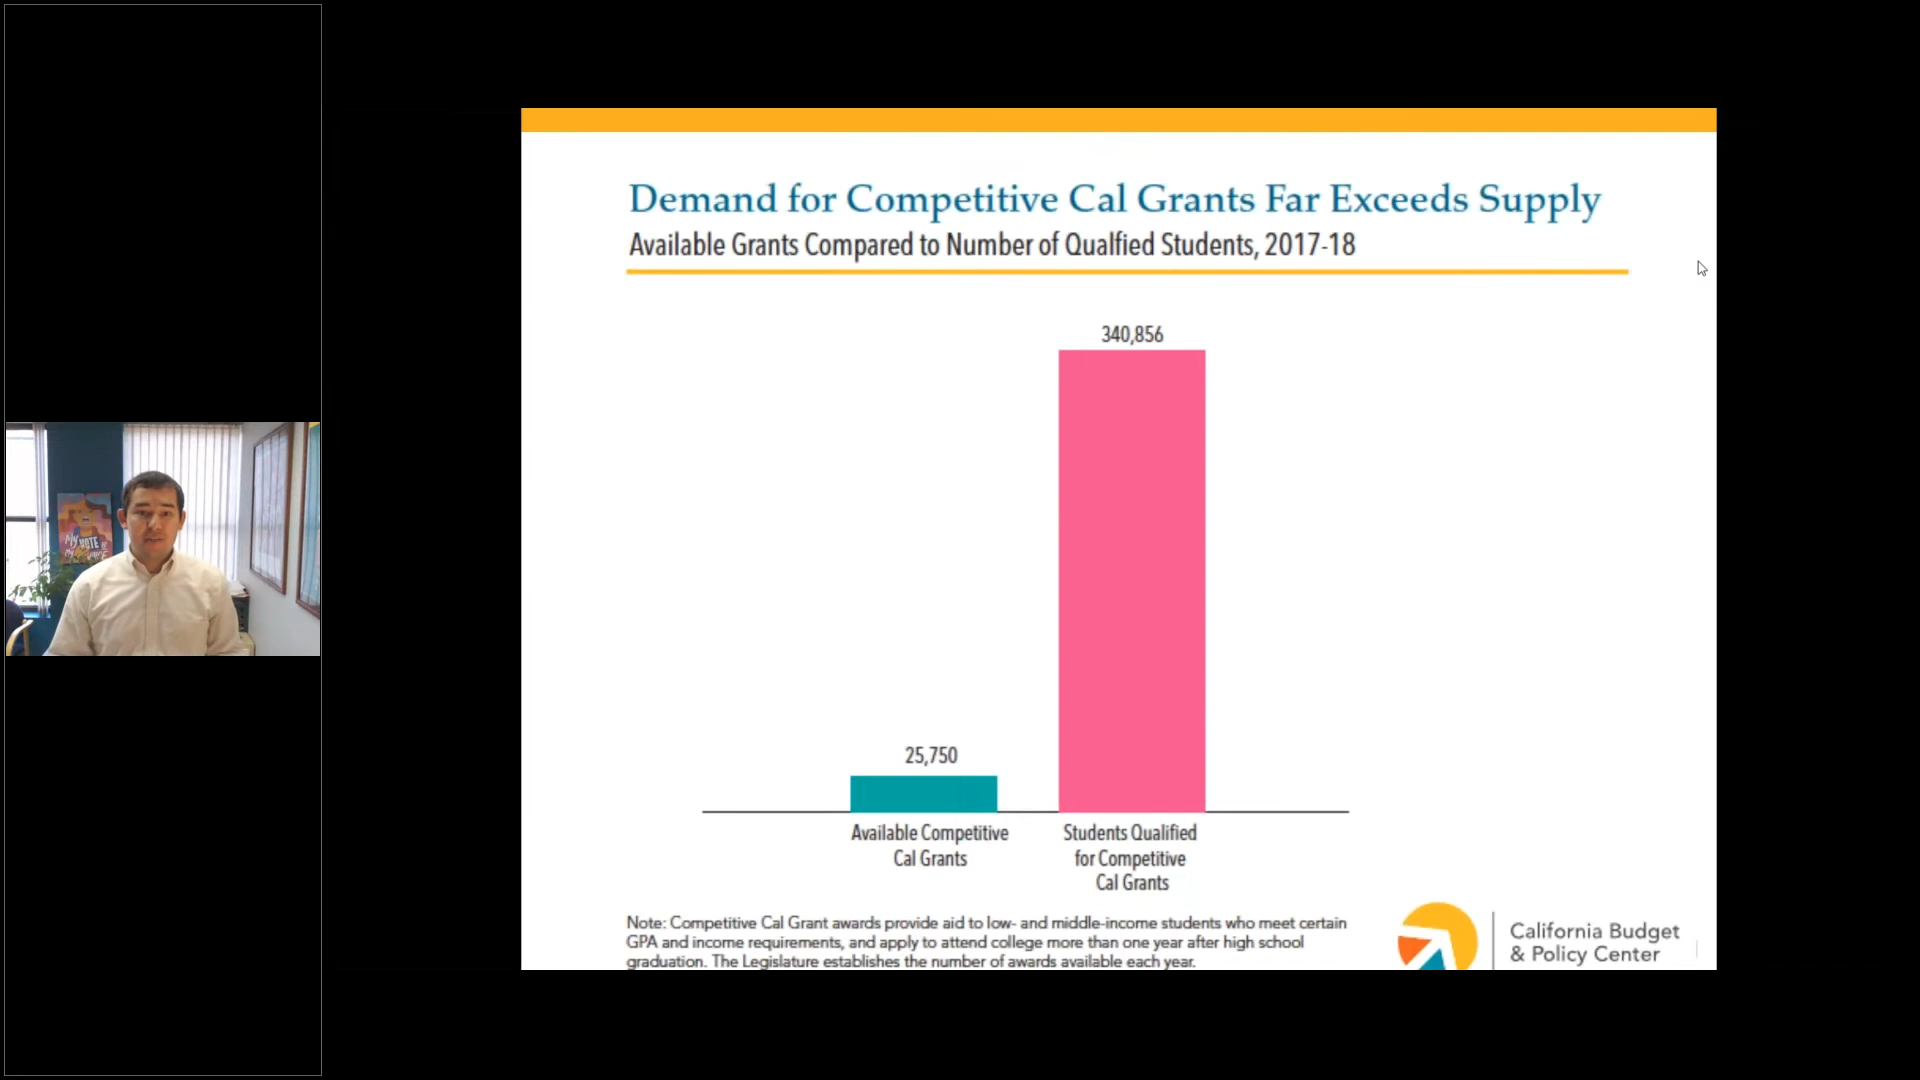 Demand for Competitive Cal Grants Far Exceeds Supply
Available Grants Compared to Number of Qualfied Students, 2017-18
340,856
25,750
Available Competitive
Cal Grants
Students Qualified
for Competitive
Cal Grants
Note: Competitive Cal Grant awards provide aid to low- and middle-income students who meet certain
GPA and income requirements, and apply to attend college more than one year after high school
graduation. The Legislature establishes the number of awards available each year.
California Budget
& Policy Center
My VOTE is
My